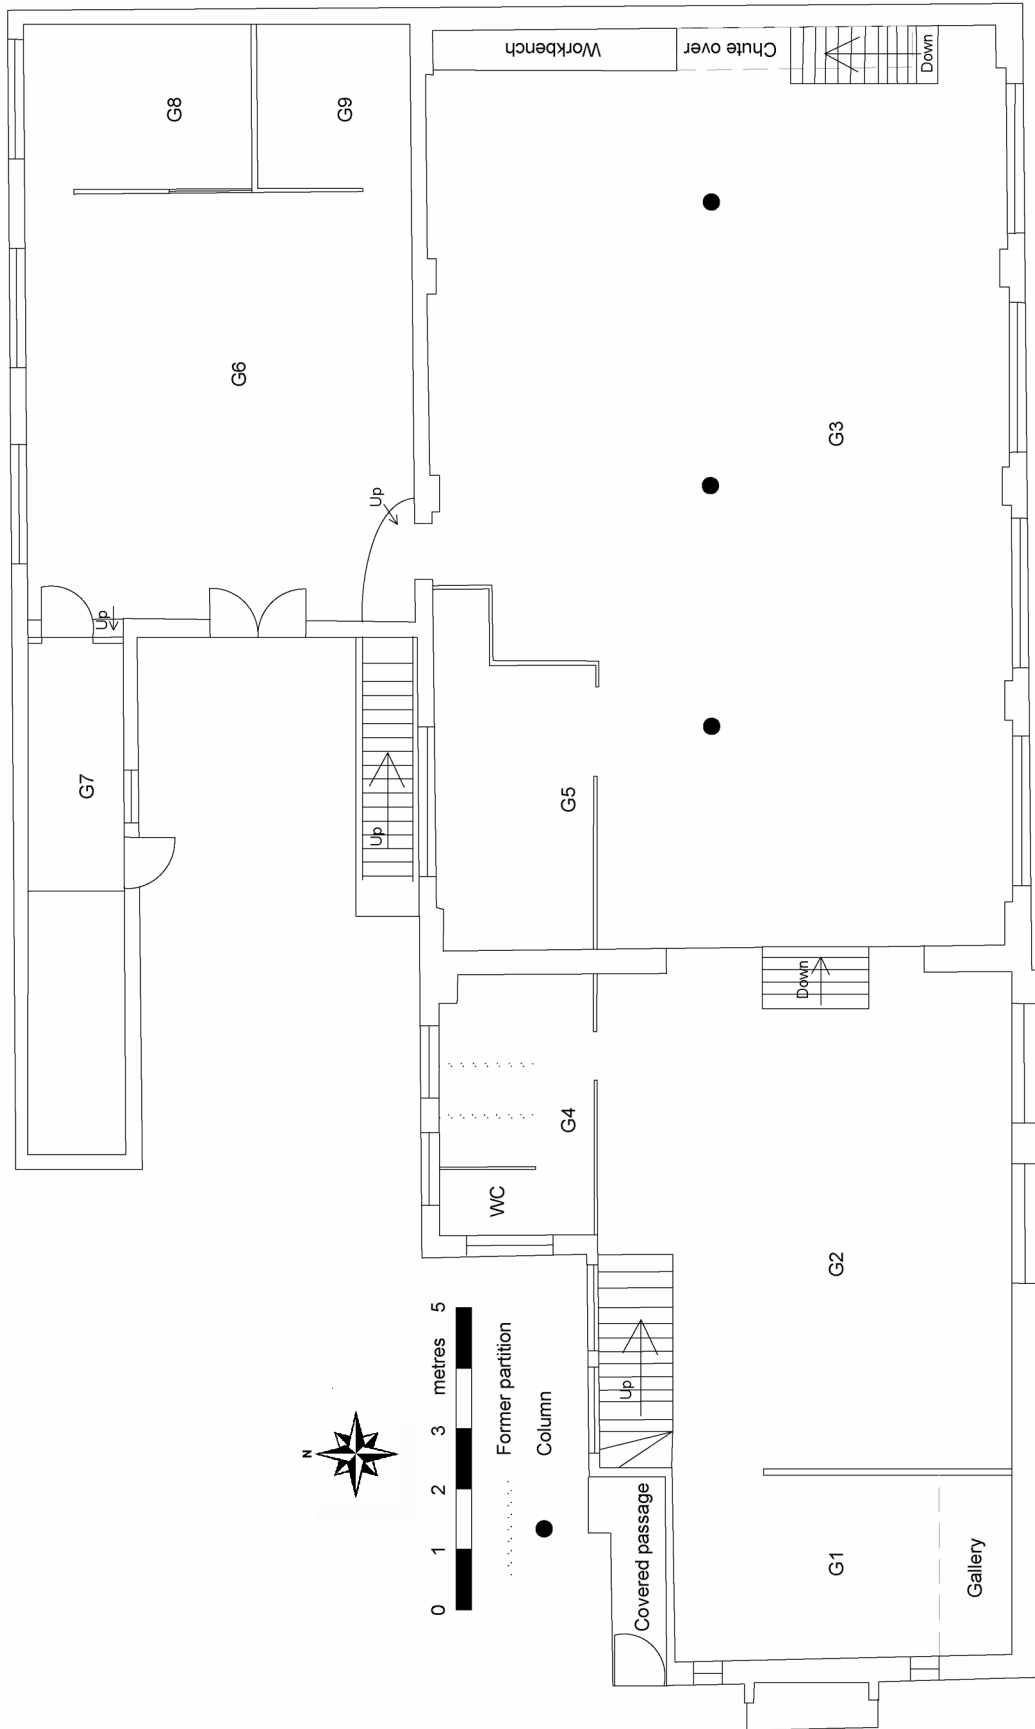 G8
G9
Workbench
Chute over
Down
G6
G3
Up
Up
G7
Up
G5
Down
G4
WC
G2
Up
0 1 2 3 metres 5
Former partition
Column
N
Covered passage
G1
Gallery